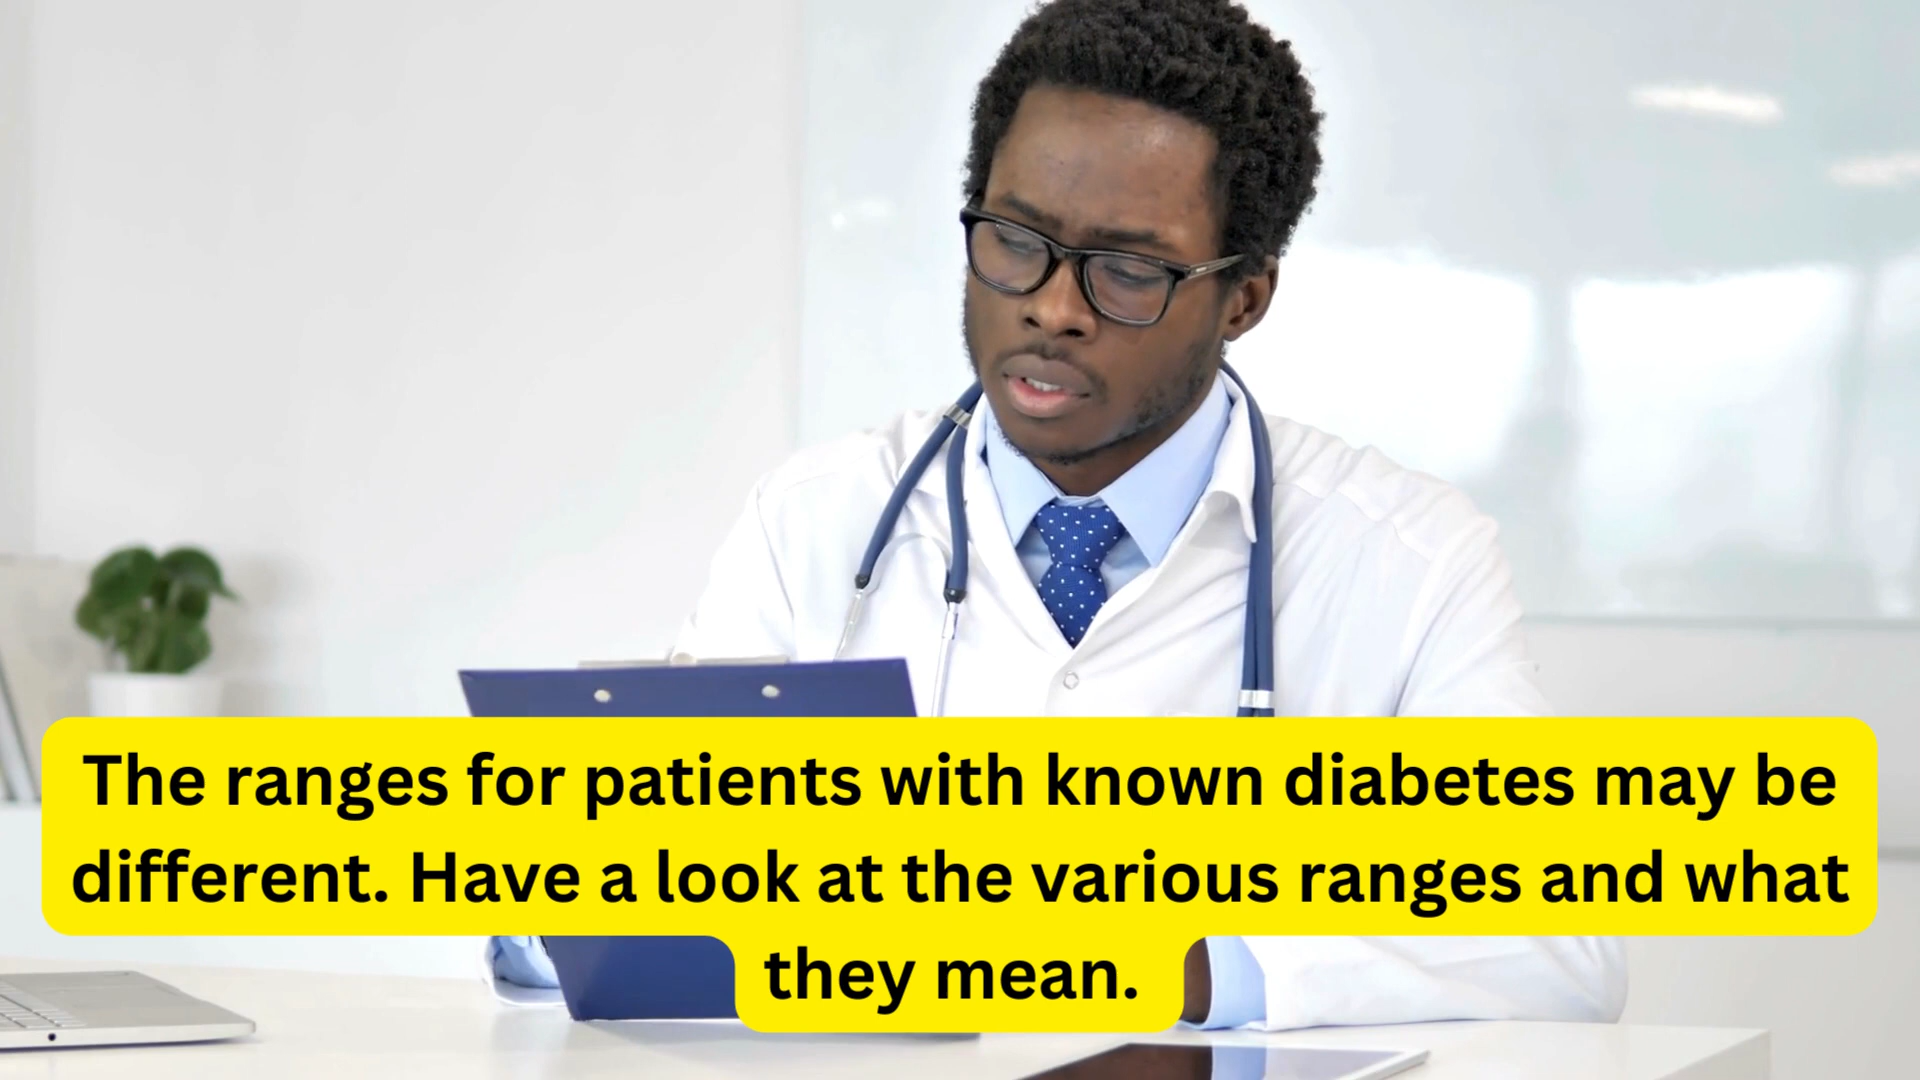 The ranges for patients with known diabetes may be
different. Have a look at the various ranges and what
they mean.